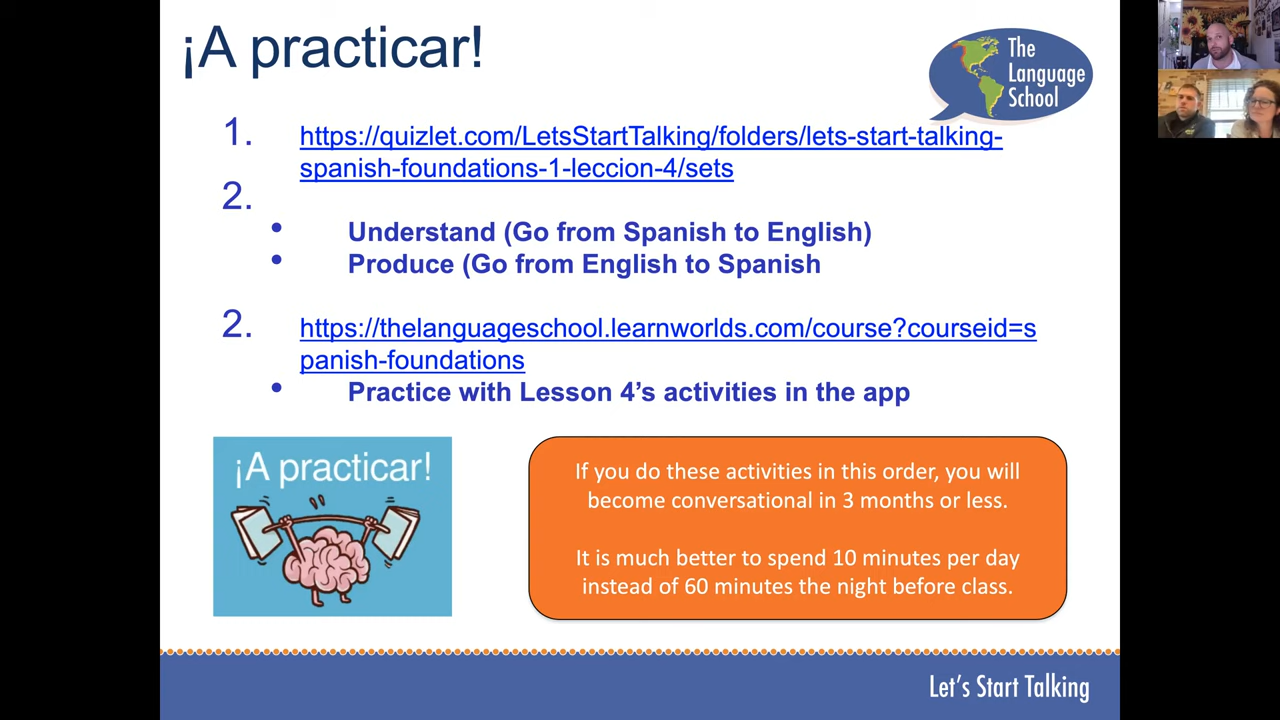 ¡A practicar!
The
Language
School
1. https://quizlet.com/LetsStartTalking/folders/lets-start-talking-
spanish-foundations-1-leccion-4/sets
2.
• Understand (Go from Spanish to English)
• Produce (Go from English to Spanish
2. https://thelanguageschool.learnworlds.com/course?courseid=s
panish-foundations
• Practice with Lesson 4’s activities in the app
¡A practicar!
If you do these activities in this order, you will
become conversational in 3 months or less.
It is much better to spend 10 minutes per day
instead of 60 minutes the night before class.
Let’s Start Talking